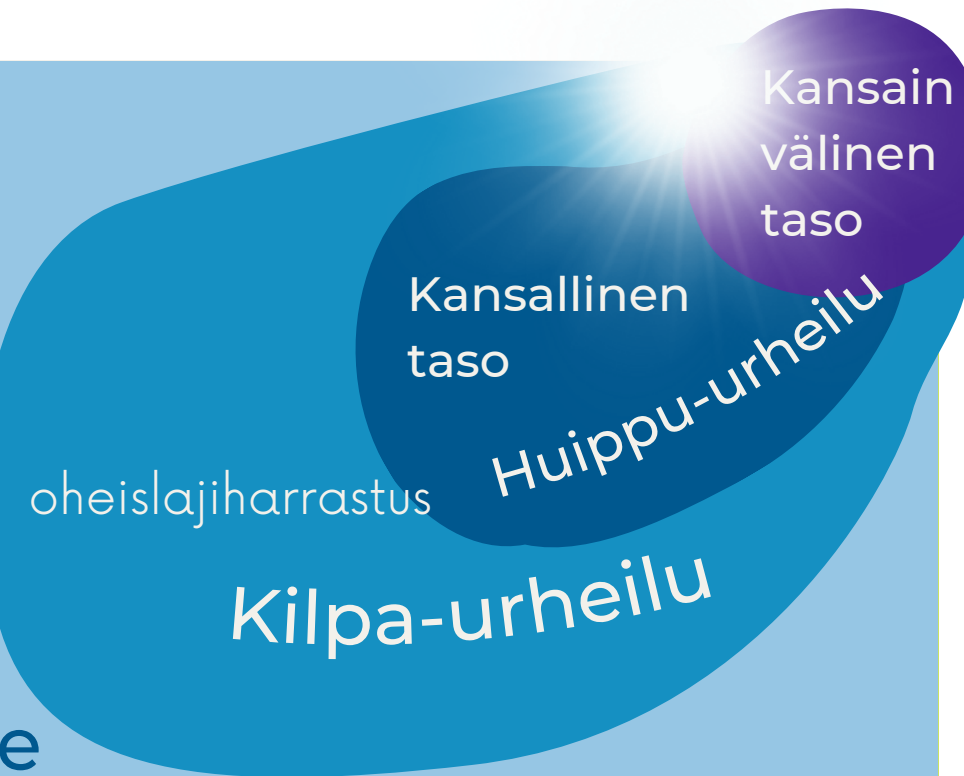 Kansain
välinen
taso
Kansallinen
taso
Huippu-urheilu
oheislajiharrastus
Kilpa-urheilu
e